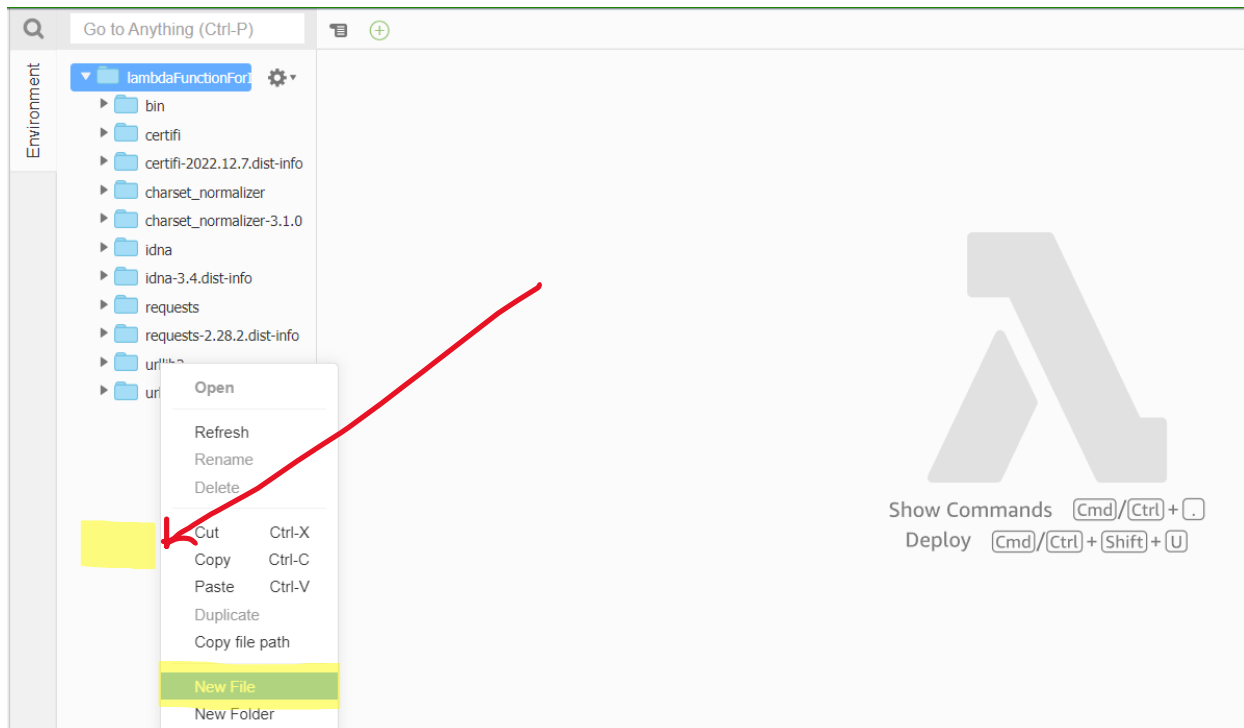 Go to Anything (Ctrl-P)
Environment
lambdaFunctionForI
bin
certifi
certifi-2022.12.7.dist-info
charset_normalizer
charset_normalizer-3.1.0
idna
idna-3.4.dist-info
requests
requests-2.28.2.dist-info
Open
Refresh
Rename
Delete
Cut Ctrl-X
Copy Ctrl-C
Paste Ctrl-V
Duplicate
Copy file path
New File
New Folder
Show Commands Cmd/Ctrl+.
Deploy Cmd/Ctrl+Shift+U